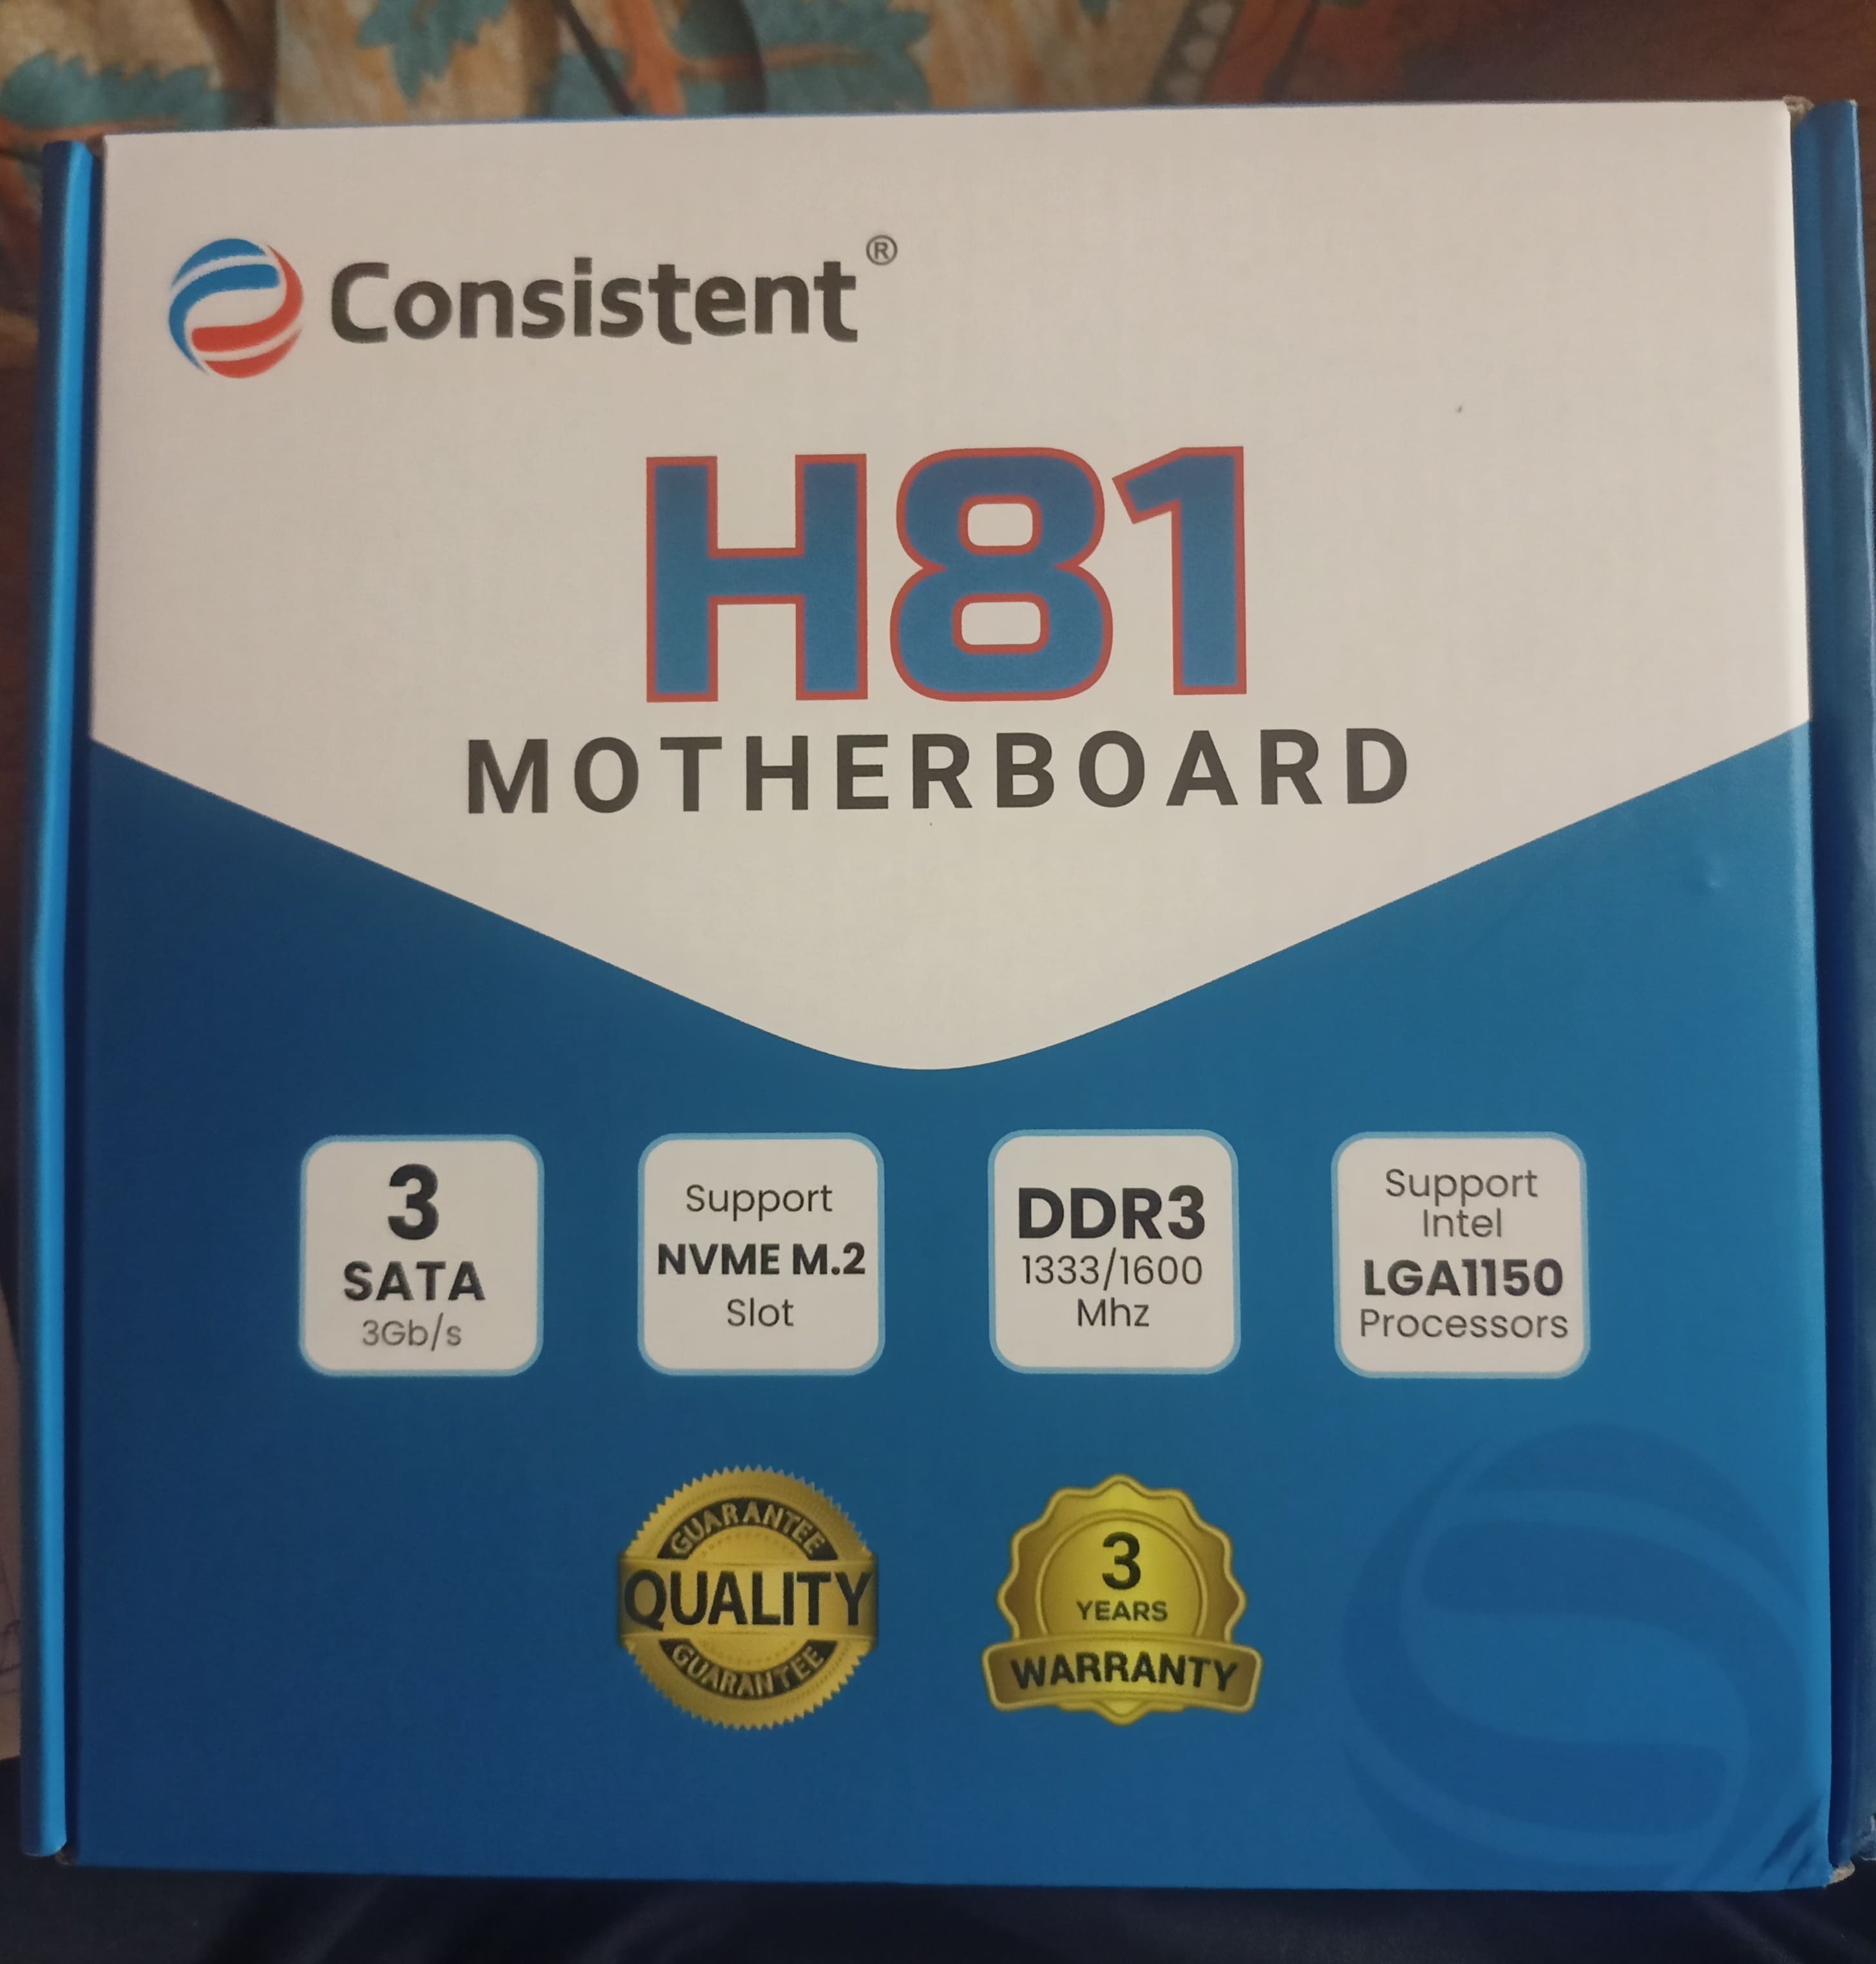 Consistent®
H81
MOTHERBOARD
3
SATA
3Gb/s
Support
NVME M.2
Slot
DDR3
1333/1600
Mhz
Support
Intel
LGA1150
Processors
GUARANTEE
QUALITY
GUARANTEE
3
YEARS
WARRANTY